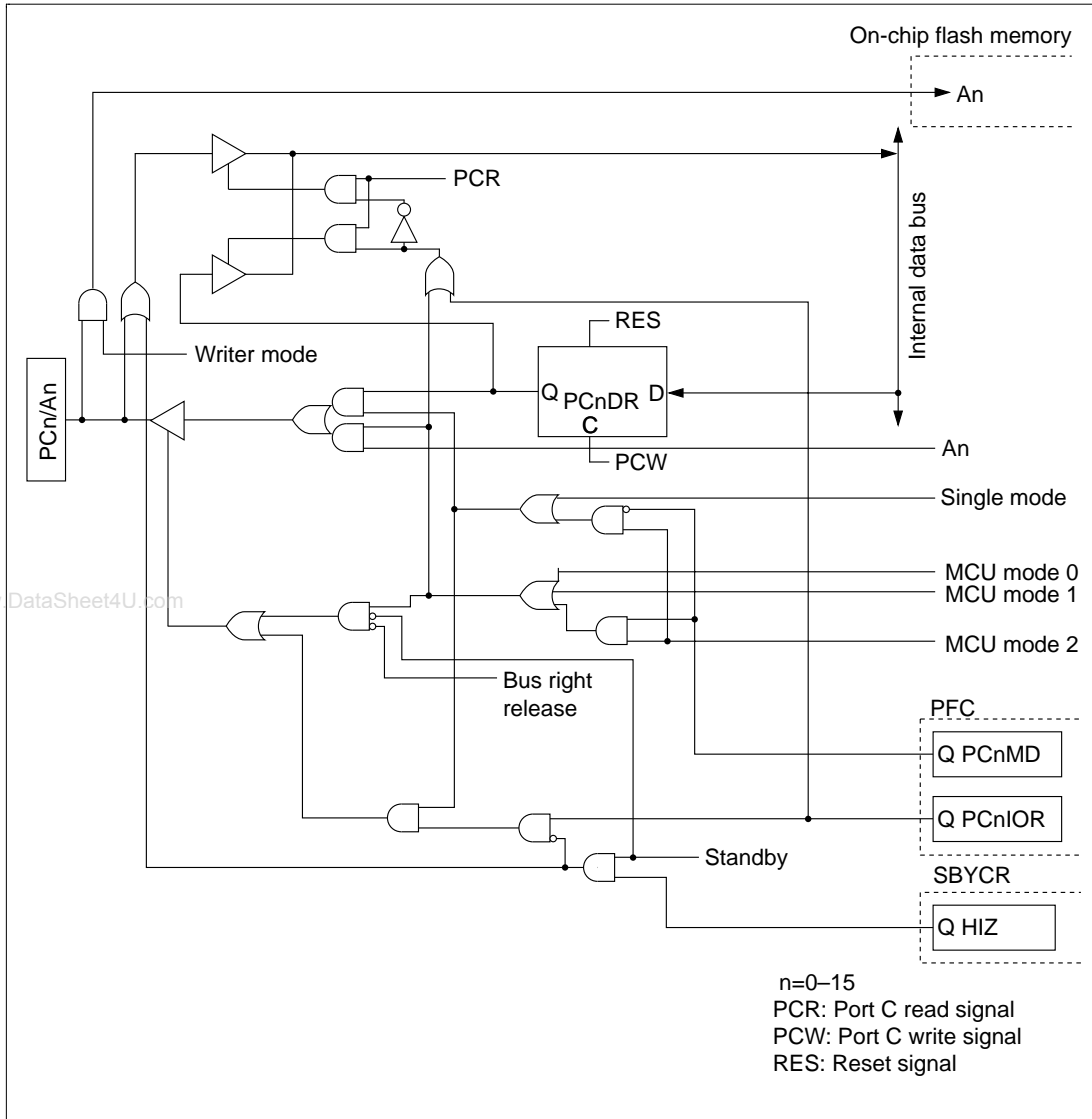 On-chip flash memory
An
PCR
Internal data bus
RES
Writer mode
PCn/An
Q
PCnDR
D
C
An
PCW
Single mode
MCU mode 0
.DataSheet4U.com
MCU mode 1
MCU mode 2
Bus right
release
PFC
Q PCnMD
Q PCnIOR
Standby
SBYCR
Q HIZ
n=0–15
PCR: Port C read signal
PCW: Port C write signal
RES: Reset signal